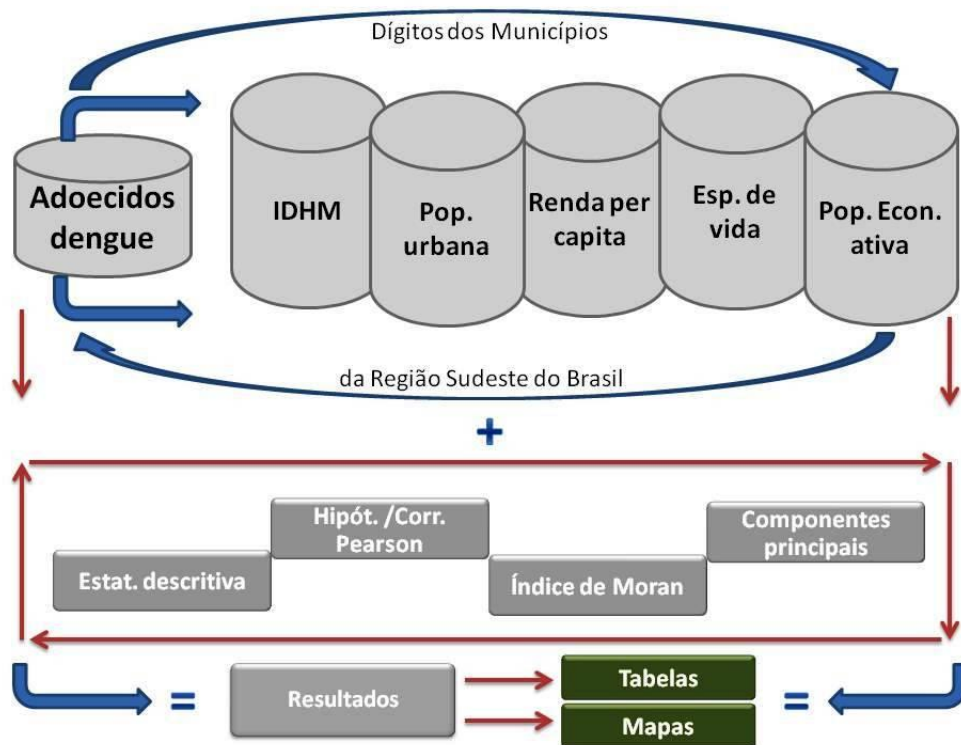 Dígitos dos Municípios
Adoecidos
dengue
IDHM
Pop.
urbana
Renda per
capita
Esp. de
vida
Pop. Econ.
ativa
da Região Sudeste do Brasil
+
Estat. descritiva
Hipót. /Corr.
Pearson
Índice de Moran
Componentes
principais
=
Resultados
Tabelas
Mapas
=